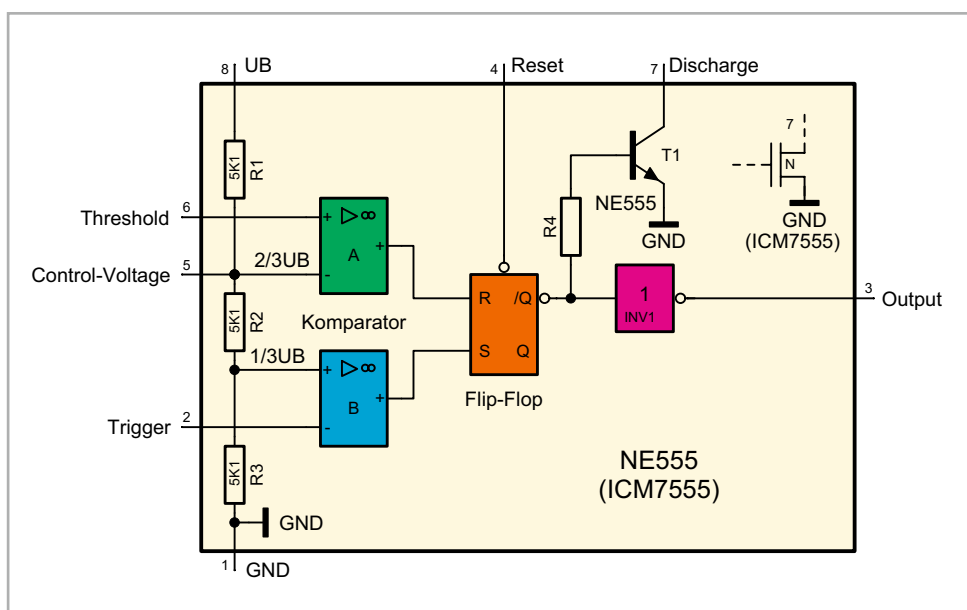 8 UB
4 Reset
7 Discharge
5K1 R1
T1
NE555
GND
7
N
GND
(ICM7555)
Threshold 6
+ ▷∞
A
+
-
Control-Voltage 5
2/3UB
Komparator
R4
5K1 R2
R /Q
S Q
Flip-Flop
1
INV1
3 Output
1/3UB
+ ▷∞
B
+
-
Trigger 2
5K1 R3
GND
1 GND
NE555
(ICM7555)